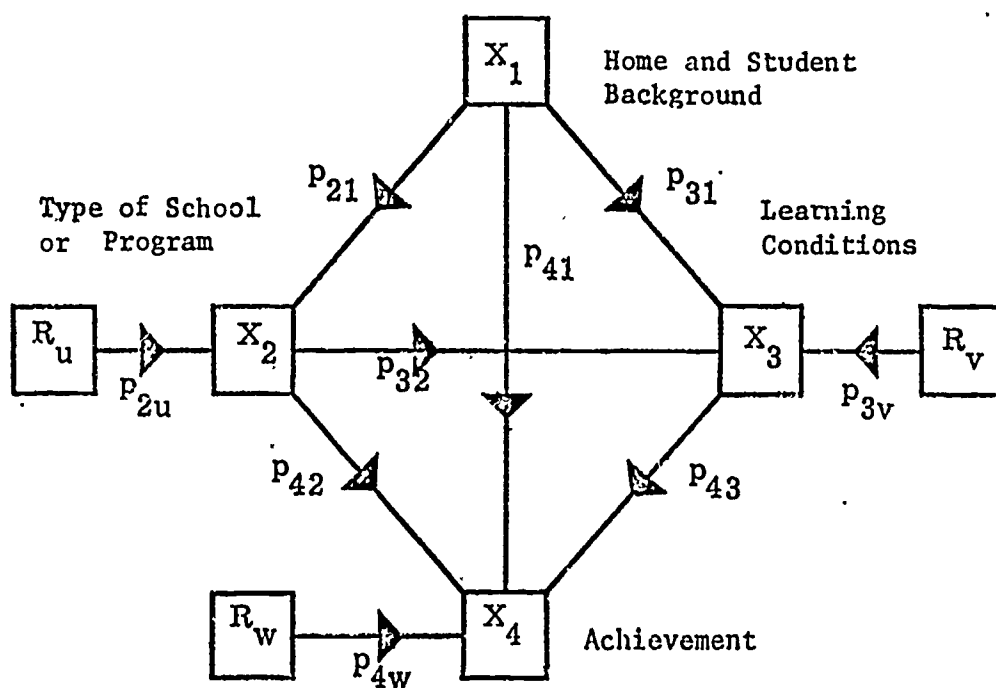 X1
Home and Student
Background
p21
p31
Type of School
or Program
Learning
Conditions
p41
Ru
X2
X3
Rv
p32
p2u
p3v
p42
p43
Rw
X4
Achievement
p4w